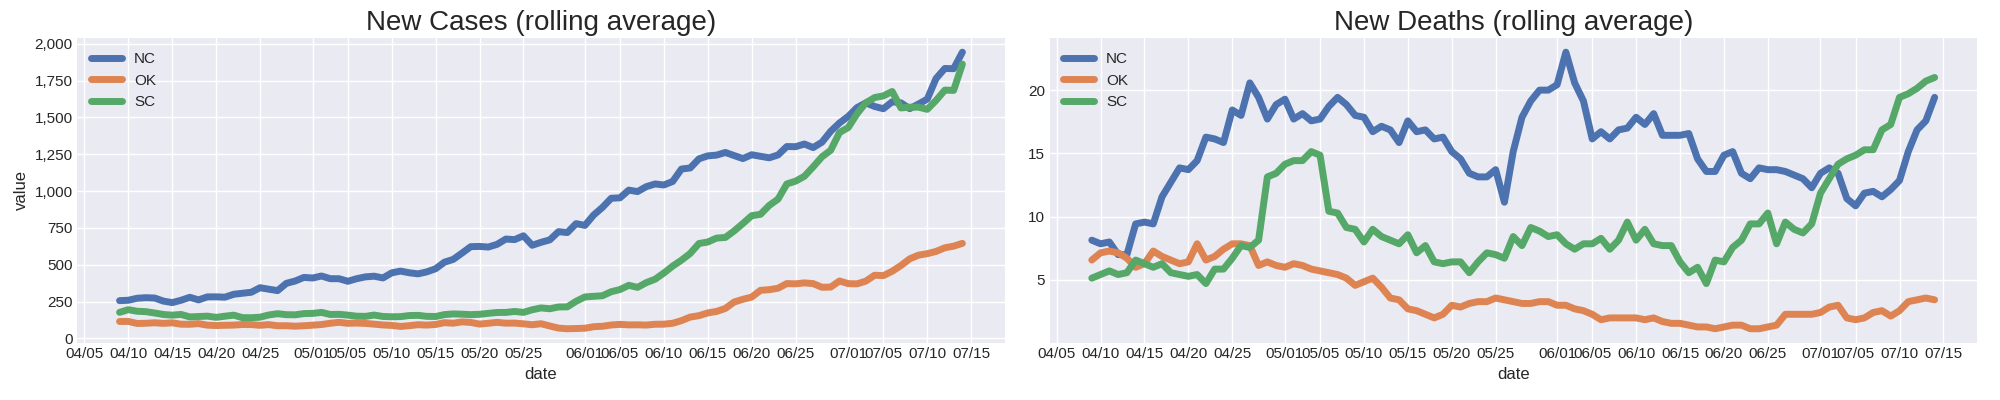 New Cases (rolling average)
2,000
1,750
1,500
1,250
1,000
750
500
250
0
value
NC
OK
SC
04/05 04/10 04/15 04/20 04/25 05/01 05/05 05/10 05/15 05/20 05/25 06/01 06/05 06/10 06/15 06/20 06/25 07/01 07/05 07/10 07/15
date
New Deaths (rolling average)
20
15
10
5
NC
OK
SC
04/05 04/10 04/15 04/20 04/25 05/01 05/05 05/10 05/15 05/20 05/25 06/01 06/05 06/10 06/15 06/20 06/25 07/01 07/05 07/10 07/15
date